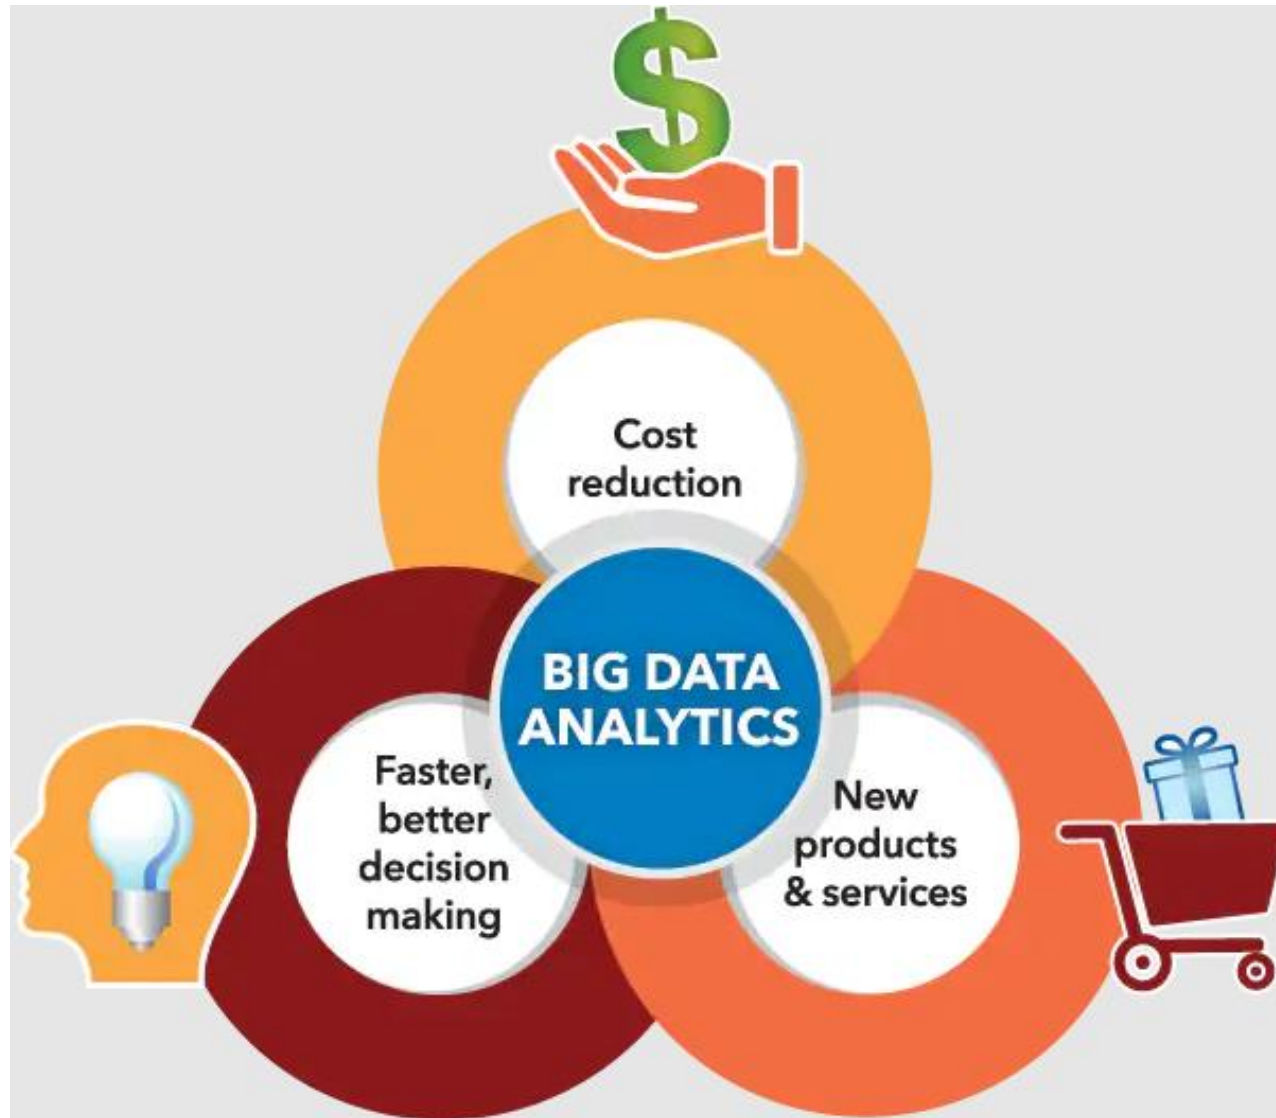 Cost
reduction
BIG DATA
ANALYTICS
Faster,
better
decision
making
New
products
& services